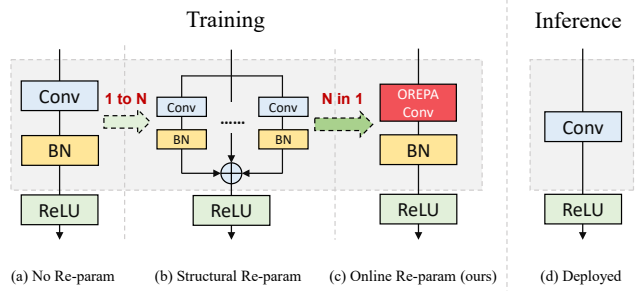 Training
Inference
Conv
BN
ReLU
1 to N
Conv
BN
......
Conv
BN
ReLU
N in 1
OREPA
Conv
BN
ReLU
Conv
ReLU
(a) No Re-param
(b) Structural Re-param
(c) Online Re-param (ours)
(d) Deployed